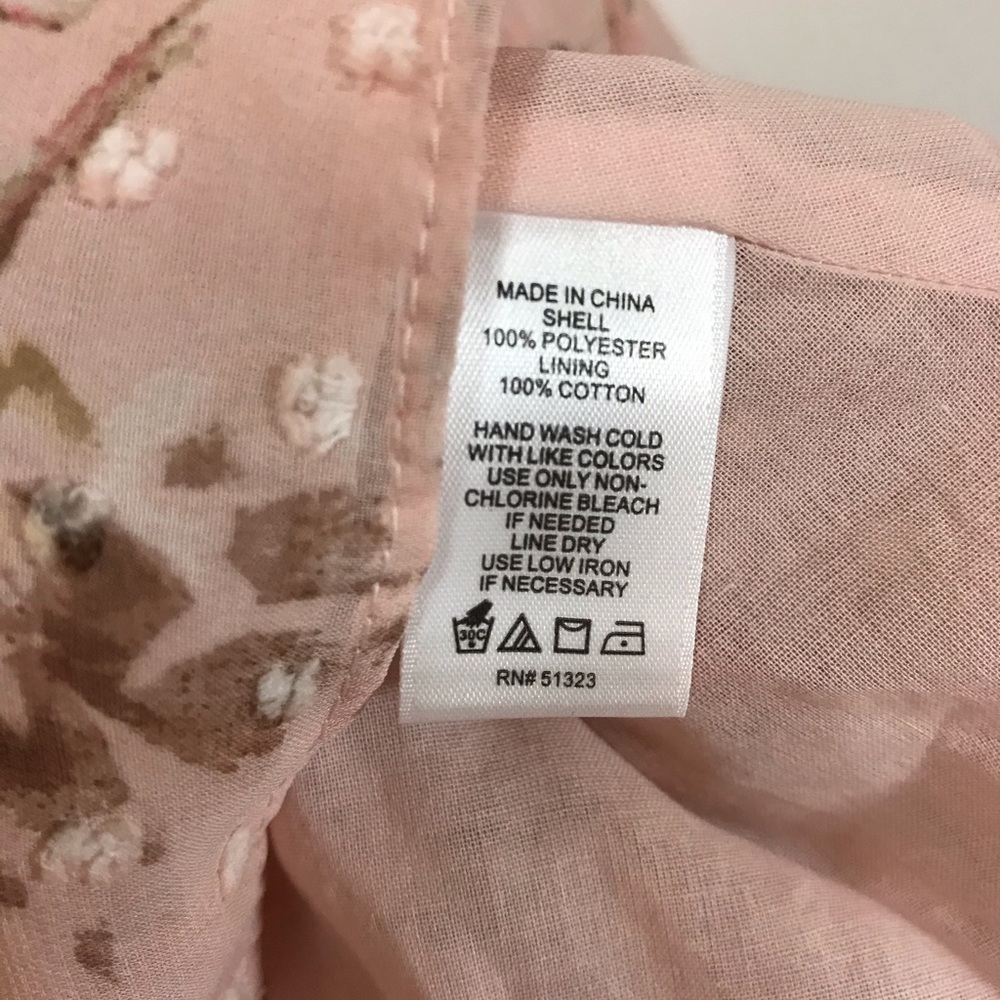 MADE IN CHINA
SHELL
100% POLYESTER
LINING
100% COTTON
HAND WASH COLD
WITH LIKE COLORS
USE ONLY NON-
CHLORINE BLEACH
IF NEEDED
LINE DRY
USE LOW IRON
IF NECESSARY
30C
RN# 51323